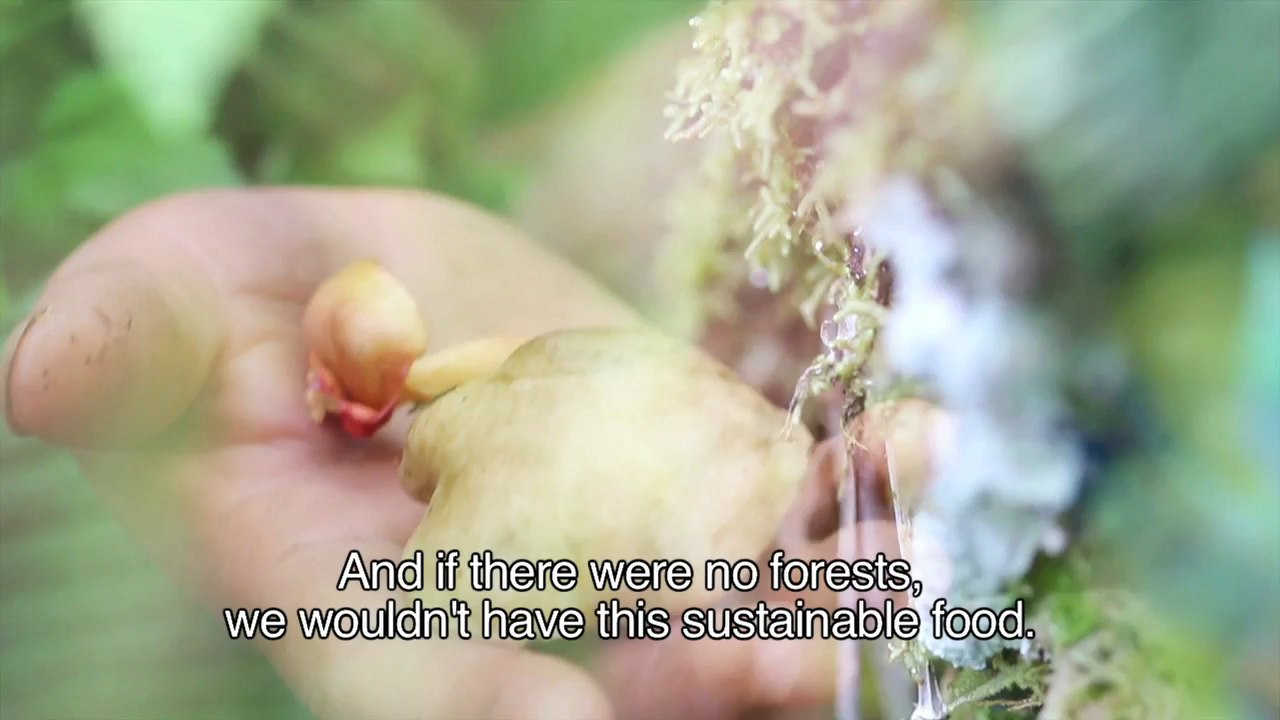 And if there were no forests,
we wouldn't have this sustainable food.